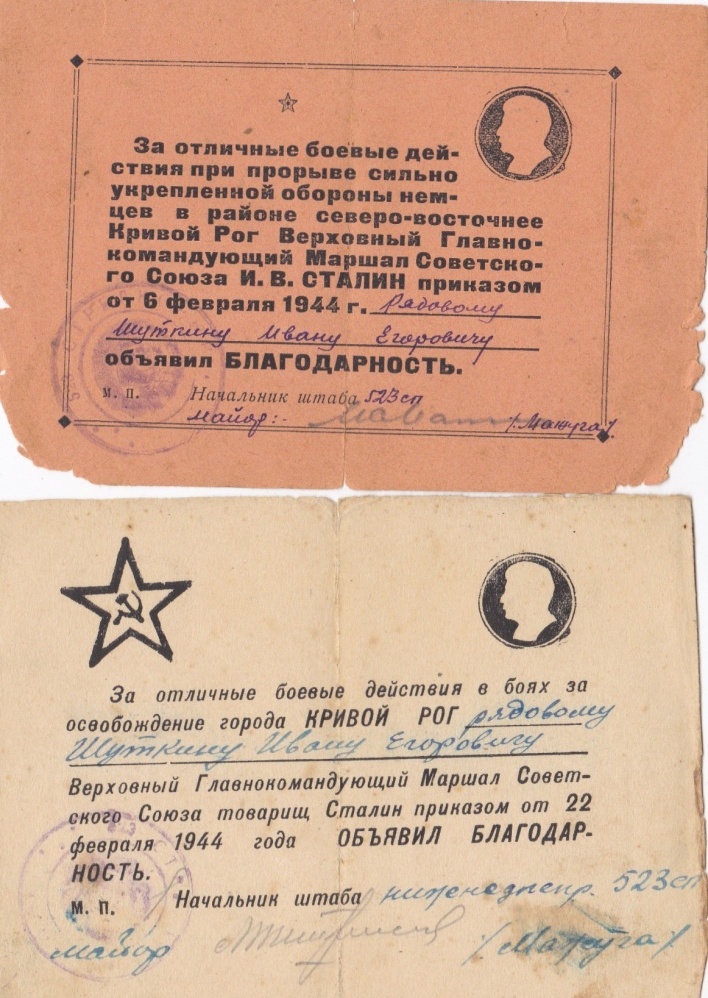 За отличные боевые дей-
ствия при прорыве сильно
укрепленной обороны нем-
цев в районе северо-восточнее
Кривой Рог Верховный Главно-
командующий Маршал Советско-
го Союза И. В. СТАЛИН приказом
от 6 февраля 1944 г. рядовому
Шуткину Ивану Егоровичу
объявил БЛАГОДАРНОСТЬ.
м. п. Начальник штаба 523 сп
майор:- /Мажуга/
За отличные боевые действия в боях за
освобождение города КРИВОЙ РОГ рядовому
Шуткину Ивану Егоровичу
Верховный Главнокомандующий Маршал Совет-
ского Союза товарищ Сталин приказом от 22
февраля 1944 года ОБЪЯВИЛ БЛАГОДАР-
НОСТЬ.
м. п. Начальник штаба нижнеднепр. 523 сп
майор /Мажуга/